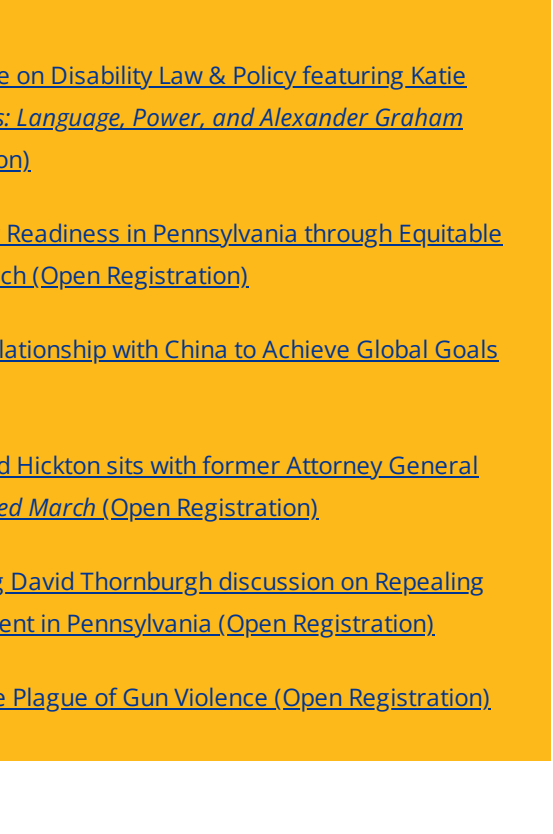 e on Disability Law & Policy featuring Katie
s: Language, Power, and Alexander Graham
on)
Readiness in Pennsylvania through Equitable
ch (Open Registration)
lationship with China to Achieve Global Goals
d Hickton sits with former Attorney General
ed March (Open Registration)
g David Thornburgh discussion on Repealing
ent in Pennsylvania (Open Registration)
e Plague of Gun Violence (Open Registration)